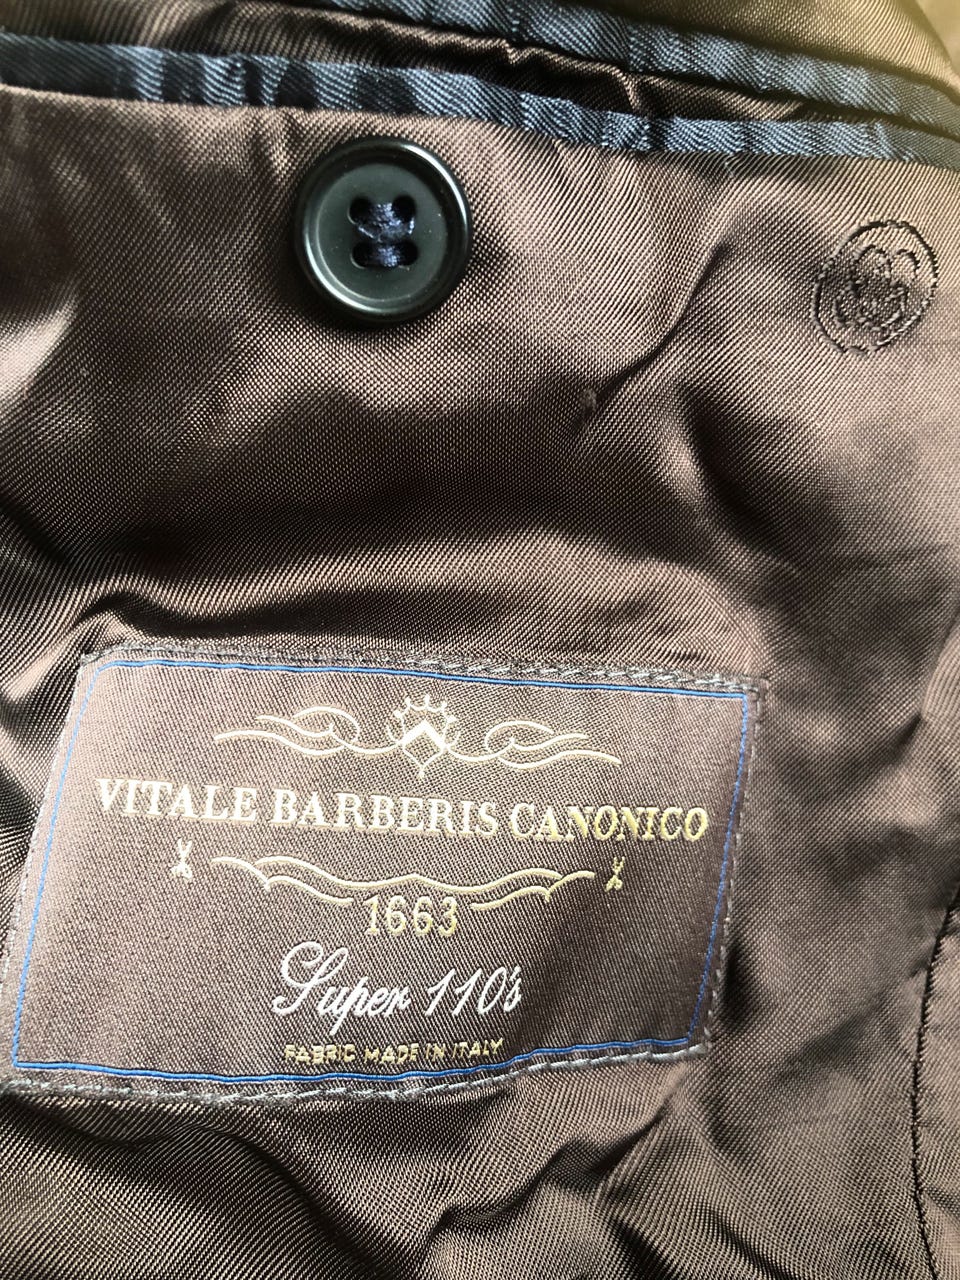 VITALE BARBERIS CANONICO
1663
Super 110's
FABRIC MADE IN ITALY